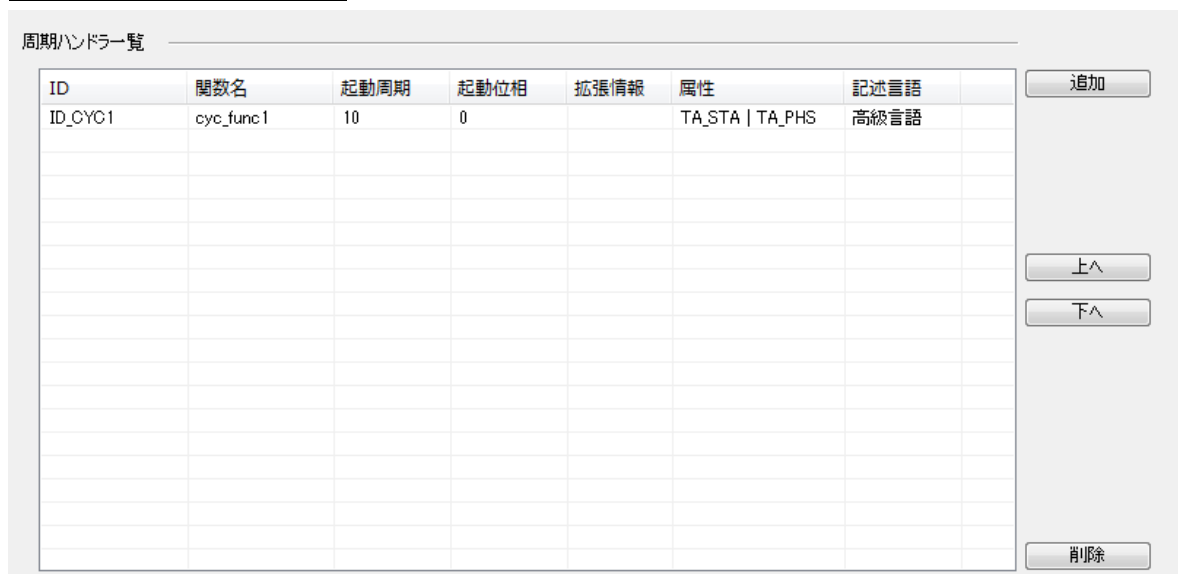 周期ハンドラ一覧
ID 関数名 起動周期 起動位相 拡張情報 属性 記述言語
ID_CYC1 cyc_func1 10 0 TA_STA | TA_PHS 高級言語
追加
上へ
下へ
削除